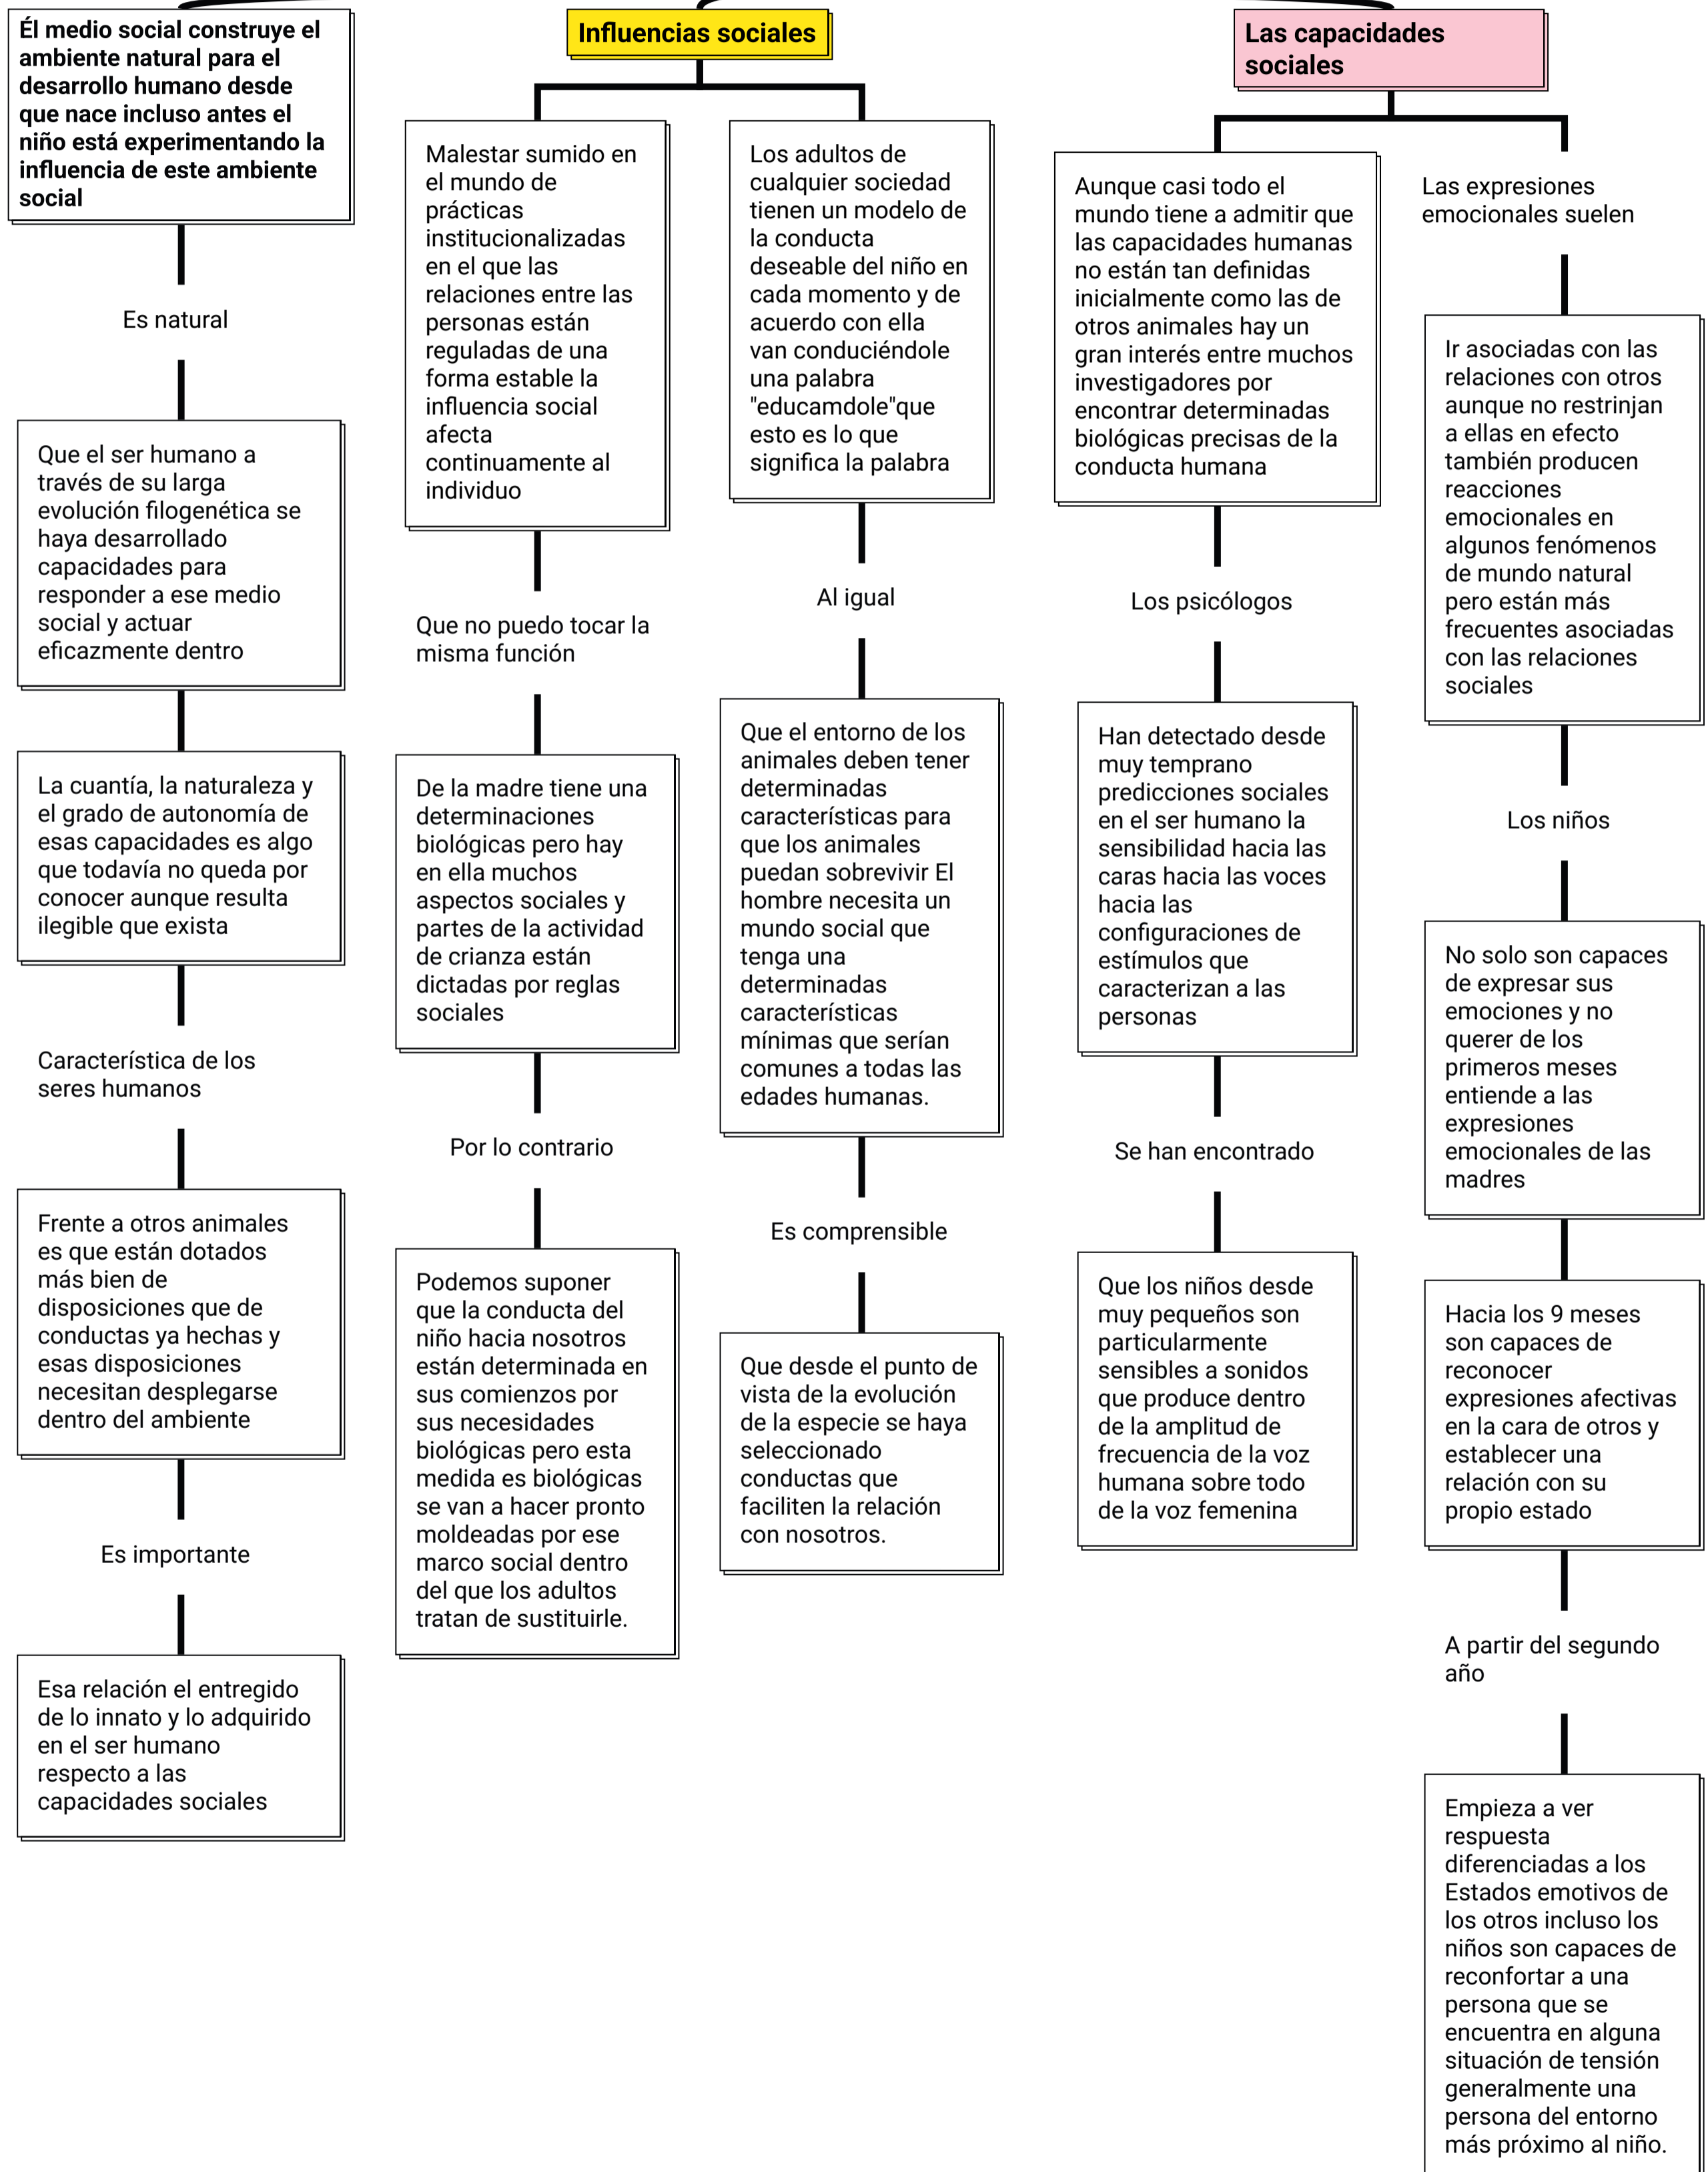 Él medio social construye el
ambiente natural para el
desarrollo humano desde
que nace incluso antes el
niño está experimentando la
influencia de este ambiente
social
Es natural
Que el ser humano a
través de su larga
evolución filogenética se
haya desarrollado
capacidades para
responder a ese medio
social y actuar
eficazmente dentro
La cuantía, la naturaleza y
el grado de autonomía de
esas capacidades es algo
que todavía no queda por
conocer aunque resulta
ilegible que exista
Característica de los
seres humanos
Frente a otros animales
es que están dotados
más bien de
disposiciones que de
conductas ya hechas y
esas disposiciones
necesitan desplegarse
dentro del ambiente
Es importante
Esa relación el entregido
de lo innato y lo adquirido
en el ser humano
respecto a las
capacidades sociales
Influencias sociales
Malestar sumido en
el mundo de
prácticas
institucionalizadas
en el que las
relaciones entre las
personas están
reguladas de una
forma estable la
influencia social
afecta
continuamente al
individuo
Que no puedo tocar la
misma función
De la madre tiene una
determinaciones
biológicas pero hay
en ella muchos
aspectos sociales y
partes de la actividad
de crianza están
dictadas por reglas
sociales
Por lo contrario
Podemos suponer
que la conducta del
niño hacia nosotros
están determinada en
sus comienzos por
sus necesidades
biológicas pero esta
medida es biológicas
se van a hacer pronto
moldeadas por ese
marco social dentro
del que los adultos
tratan de sustituirle.
Los adultos de
cualquier sociedad
tienen un modelo de
la conducta
deseable del niño en
cada momento y de
acuerdo con ella
van conduciéndole
una palabra
"educamdole"que
esto es lo que
significa la palabra
Al igual
Que el entorno de los
animales deben tener
determinadas
características para
que los animales
puedan sobrevivir El
hombre necesita un
mundo social que
tenga una
determinadas
características
mínimas que serían
comunes a todas las
edades humanas.
Es comprensible
Que desde el punto de
vista de la evolución
de la especie se haya
seleccionado
conductas que
faciliten la relación
con nosotros.
Las capacidades
sociales
Aunque casi todo el
mundo tiene a admitir que
las capacidades humanas
no están tan definidas
inicialmente como las de
otros animales hay un
gran interés entre muchos
investigadores por
encontrar determinadas
biológicas precisas de la
conducta humana
Los psicólogos
Han detectado desde
muy temprano
predicciones sociales
en el ser humano la
sensibilidad hacia las
caras hacia las voces
hacia las
configuraciones de
estímulos que
caracterizan a las
personas
Se han encontrado
Que los niños desde
muy pequeños son
particularmente
sensibles a sonidos
que produce dentro
de la amplitud de
frecuencia de la voz
humana sobre todo
de la voz femenina
Las expresiones
emocionales suelen
Ir asociadas con las
relaciones con otros
aunque no restrinjan
a ellas en efecto
también producen
reacciones
emocionales en
algunos fenómenos
de mundo natural
pero están más
frecuentes asociadas
con las relaciones
sociales
Los niños
No solo son capaces
de expresar sus
emociones y no
querer de los
primeros meses
entiende a las
expresiones
emocionales de las
madres
Hacia los 9 meses
son capaces de
reconocer
expresiones afectivas
en la cara de otros y
establecer una
relación con su
propio estado
A partir del segundo
año
Empieza a ver
respuesta
diferenciadas a los
Estados emotivos de
los otros incluso los
niños son capaces de
reconfortar a una
persona que se
encuentra en alguna
situación de tensión
generalmente una
persona del entorno
más próximo al niño.